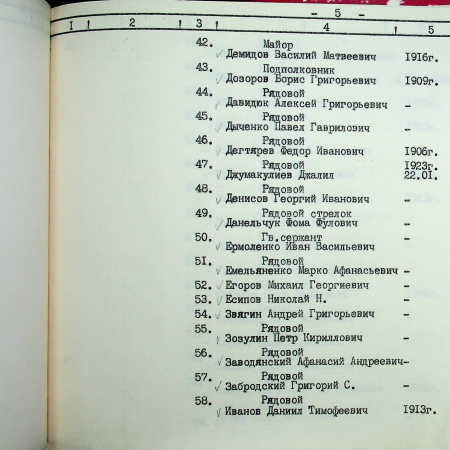 - 5 -
I ! 2 ! 3 ! 4 ! 5
42. Майор
Демидов Василий Матвеевич 1916г.
43. Подполковник
Дозоров Борис Григорьевич 1909г.
44. Рядовой
Давидюк Алексей Григорьевич -
45. Рядовой
Дыченко Павел Гаврилович -
46. Рядовой
Дегтярев Федор Иванович 1906г.
47. Рядовой 1923г.
Джумакулиев Джалил 22.01.
48. Рядовой
Денисов Георгий Иванович -
49. Рядовой стрелок
Данельчук Фома Фулович -
50. Гв.сержант
Ермоленко Иван Васильевич -
51. Рядовой
Емельяненко Марко Афанасьевич -
52. Егоров Михаил Георгиевич -
53. Есипов Николай Н. -
54. Звягин Андрей Григорьевич -
55. Рядовой
Зозулин Петр Кириллович -
56. Рядовой
Заводянский Афанасий Андреевич-
57. Рядовой
Забродский Григорий С. -
58. Рядовой
Иванов Даниил Тимофеевич 1913г.